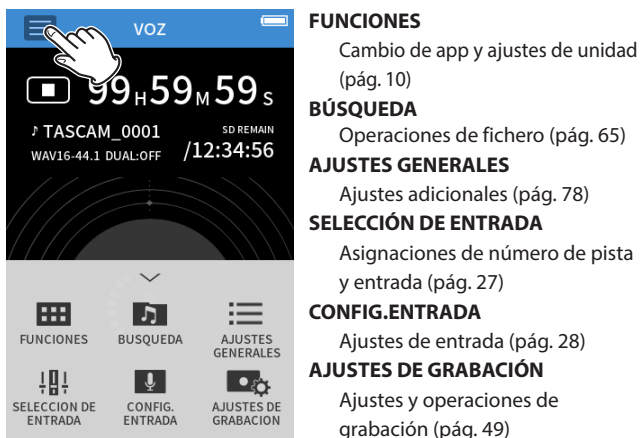 VOZ
99H59M59s
♪ TASCAM_0001
SD REMAIN
WAV16-44.1 DUAL:OFF
/12:34:56
FUNCIONES
BUSQUEDA
AJUSTES
GENERALES
SELECCION DE
ENTRADA
CONFIG.
ENTRADA
AJUSTES DE
GRABACION
FUNCIONES
Cambio de app y ajustes de unidad
(pág. 10)
BÚSQUEDA
Operaciones de fichero (pág. 65)
AJUSTES GENERALES
Ajustes adicionales (pág. 78)
SELECCIÓN DE ENTRADA
Asignaciones de número de pista
y entrada (pág. 27)
CONFIG.ENTRADA
Ajustes de entrada (pág. 28)
AJUSTES DE GRABACIÓN
Ajustes y operaciones de
grabación (pág. 49)